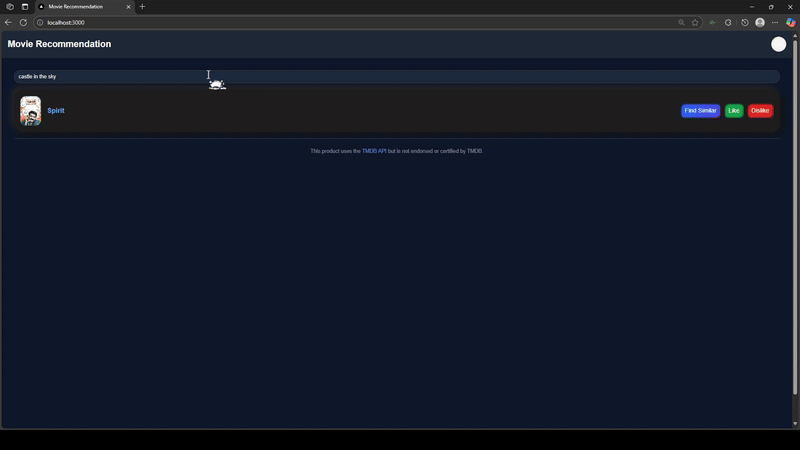 Movie Recommendation
localhost:3000
Movie Recommendation
castle in the sky
Spirit
Find Similar
Like
Dislike
This product uses the TMDB API but is not endorsed or certified by TMDB.